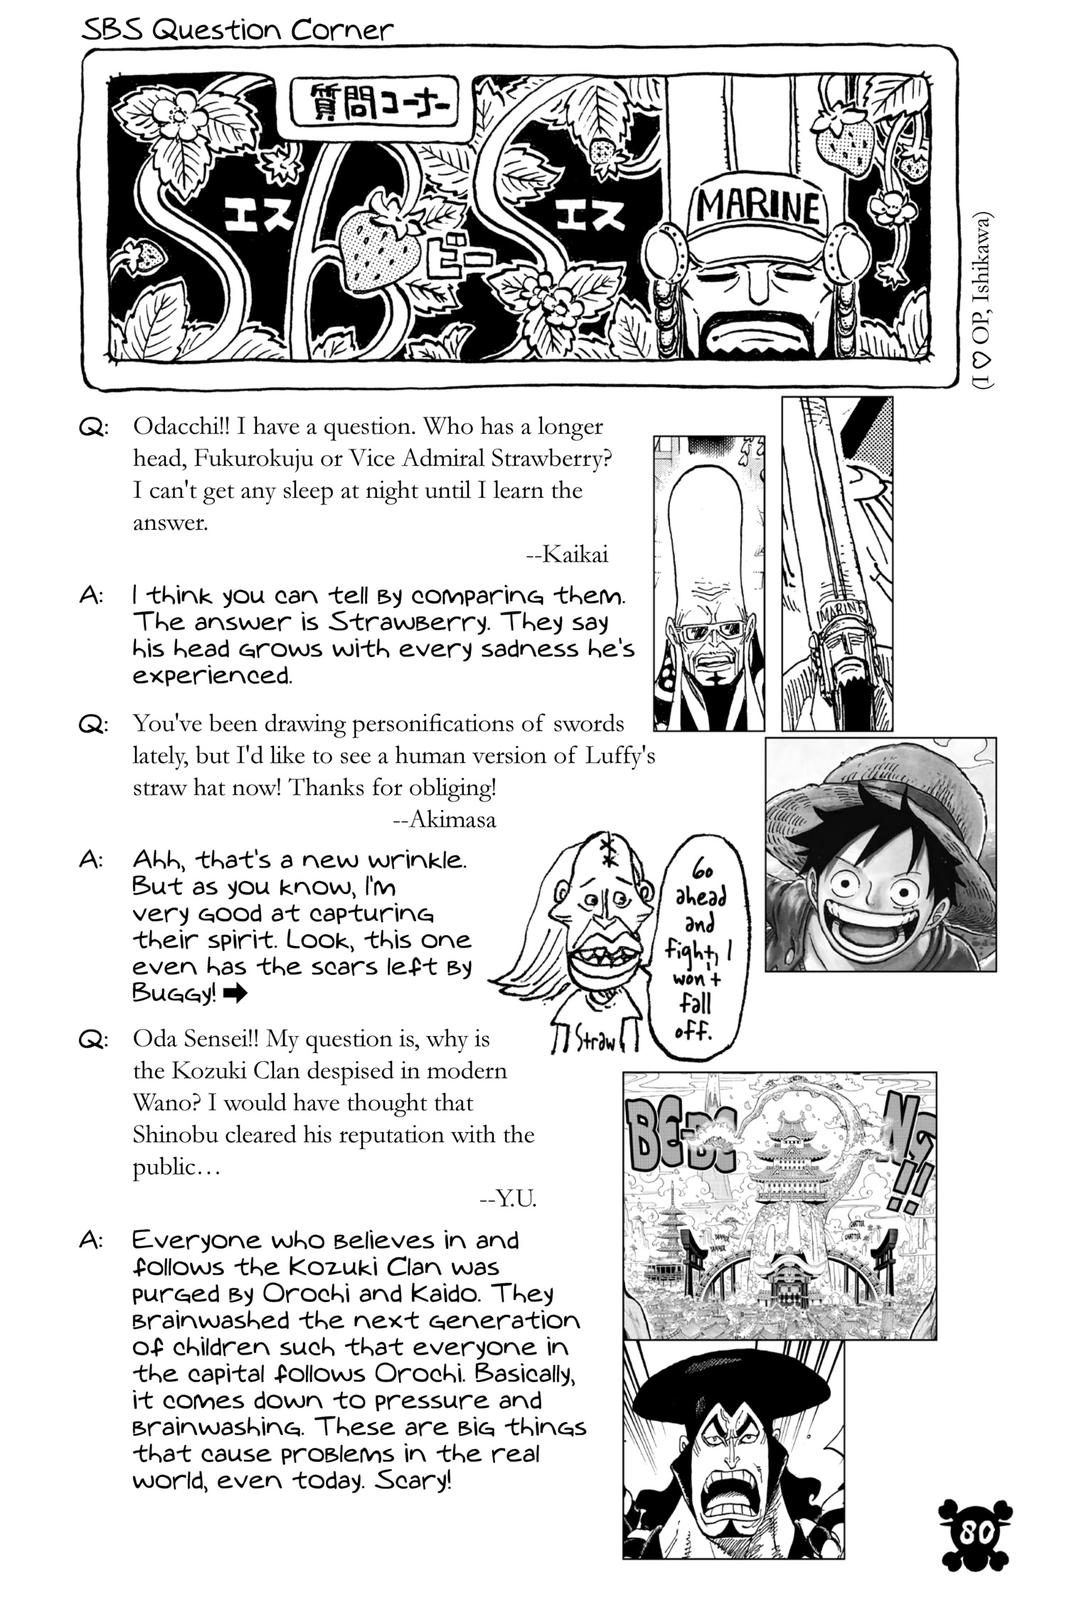 SBS Question Corner
質問コーナー
エス
ビー
エス
MARINE
(I ♡ OP, Ishikawa)
Q: Odacchi!! I have a question. Who has a longer
head, Fukurokuju or Vice Admiral Strawberry?
I can't get any sleep at night until I learn the
answer.
--Kaikai
A: I think you can tell by comparing them.
The answer is Strawberry. They say
his head grows with every sadness he's
experienced.
MARINE
Q: You've been drawing personifications of swords
lately, but I'd like to see a human version of Luffy's
straw hat now! Thanks for obliging!
--Akimasa
A: Ahh, that's a new wrinkle.
But as you know, I'm
very good at capturing
their spirit. Look, this one
even has the scars left by
Buggy! ➡
Go
ahead
and
fight, I
won't
fall
off.
Straw
Q: Oda Sensei!! My question is, why is
the Kozuki Clan despised in modern
Wano? I would have thought that
Shinobu cleared his reputation with the
public…
--Y.U.
BE-BE
NG!!
CHATTER
CHATTER
A: Everyone who believes in and
follows the Kozuki Clan was
purged by Orochi and Kaido. They
brainwashed the next generation
of children such that everyone in
the capital follows Orochi. Basically,
it comes down to pressure and
brainwashing. These are big things
that cause problems in the real
world, even today. Scary!
80